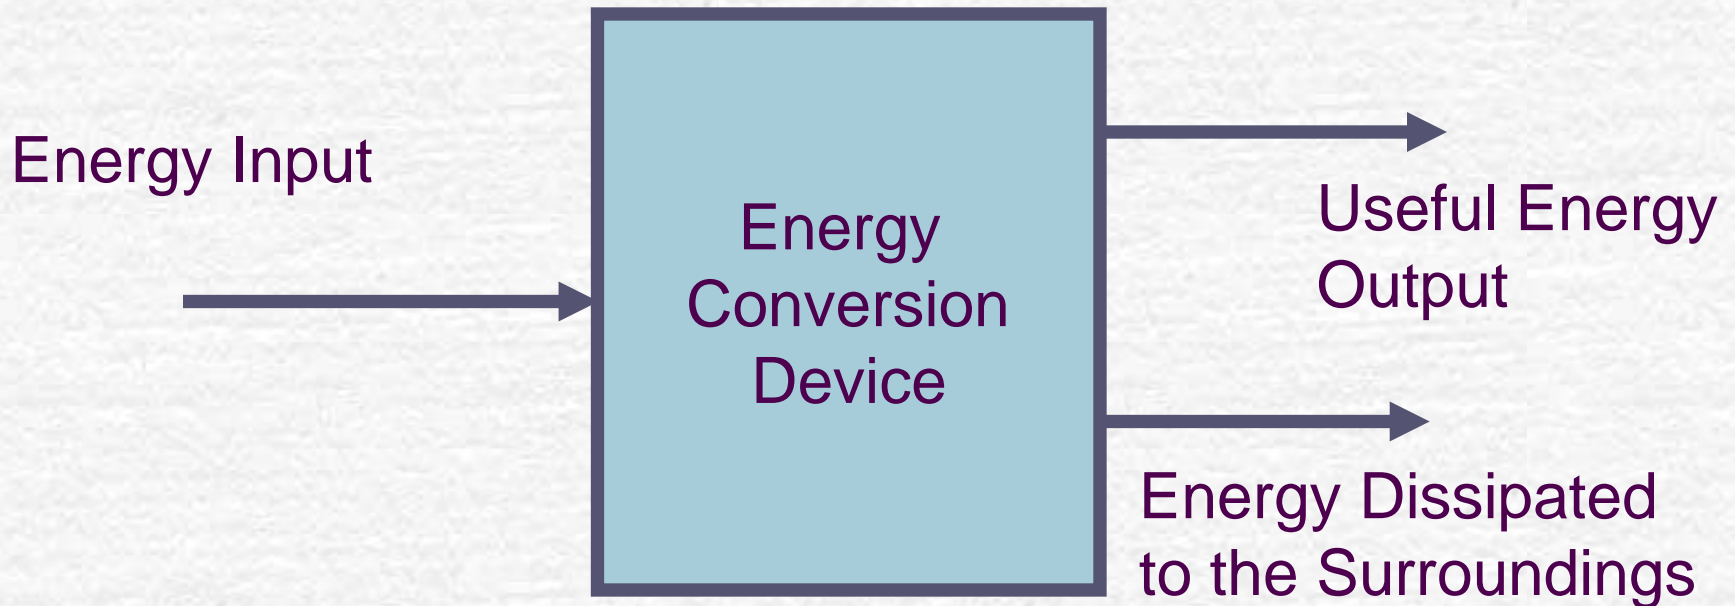 Energy Input
Energy
Conversion
Device
Useful Energy
Output
Energy Dissipated
to the Surroundings